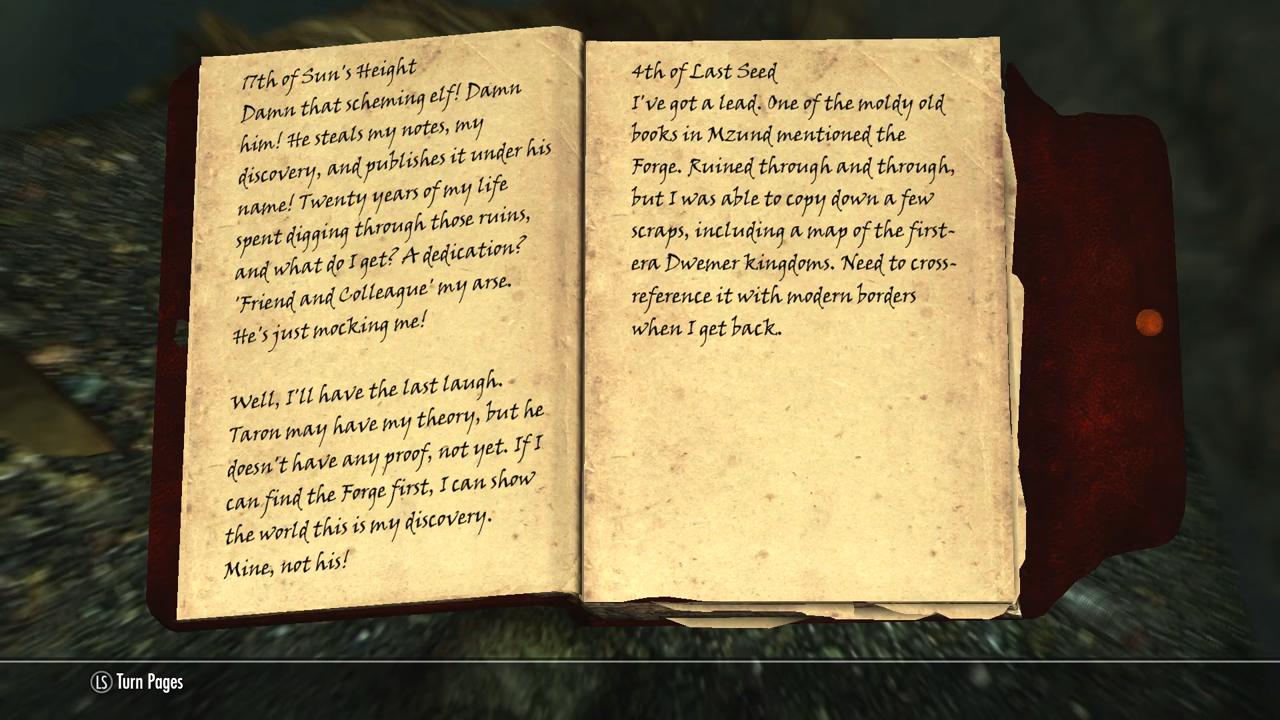 17th of Sun's Height
Damn that scheming elf! Damn
him! He steals my notes, my
discovery, and publishes it under his
name! Twenty years of my life
spent digging through those ruins,
and what do I get? A dedication?
'Friend and Colleague' my arse.
He's just mocking me!
Well, I'll have the last laugh.
Taron may have my theory, but he
doesn't have any proof, not yet. If I
can find the Forge first, I can show
the world this is my discovery.
Mine, not his!
4th of Last Seed
I've got a lead. One of the moldy old
books in Mzund mentioned the
Forge. Ruined through and through,
but I was able to copy down a few
scraps, including a map of the first-
era Dwemer kingdoms. Need to cross-
reference it with modern borders
when I get back.
LS Turn Pages